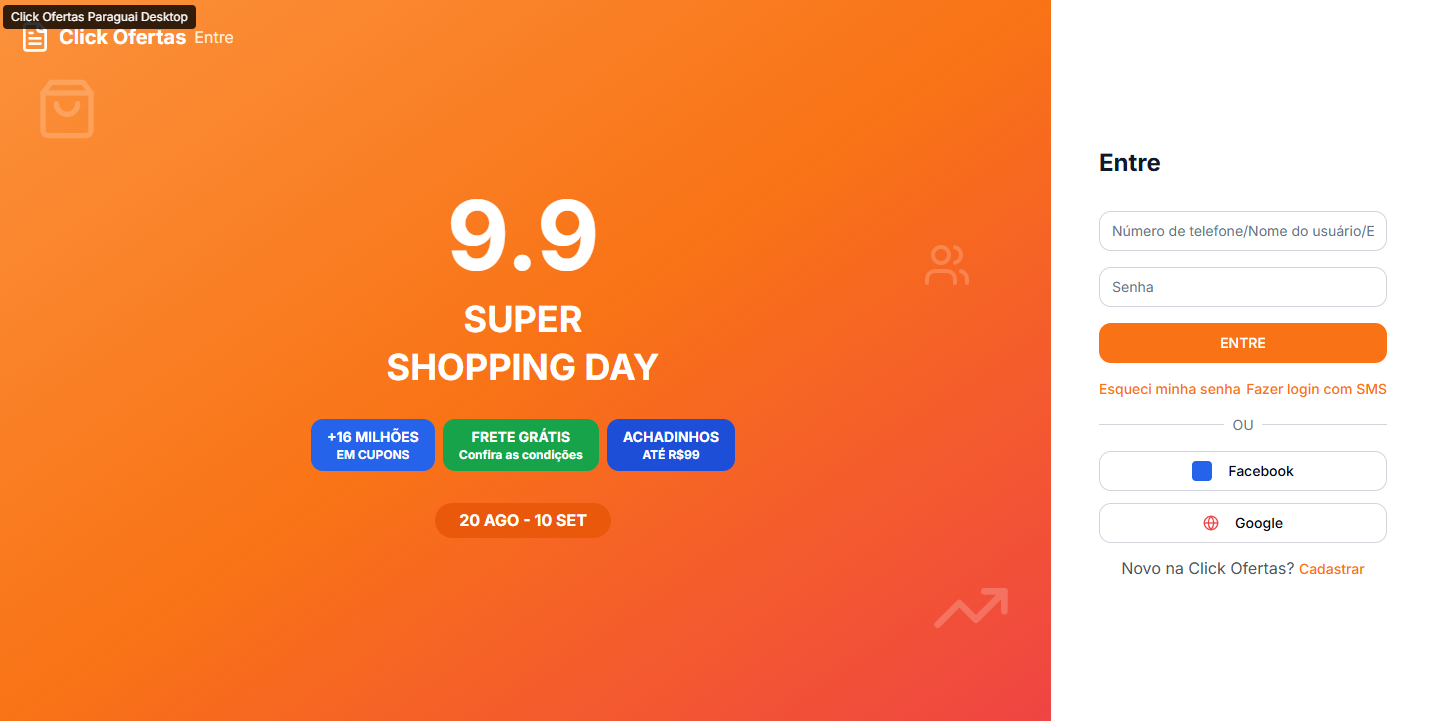 Click Ofertas Paraguai Desktop
Click Ofertas Entre
9.9
SUPER
SHOPPING DAY
+16 MILHÕES
EM CUPONS
FRETE GRÁTIS
Confira as condições
ACHADINHOS
ATÉ R$99
20 AGO - 10 SET
Entre
Número de telefone/Nome do usuário/E
Senha
ENTRE
Esqueci minha senha Fazer login com SMS
OU
Facebook
Google
Novo na Click Ofertas? Cadastrar